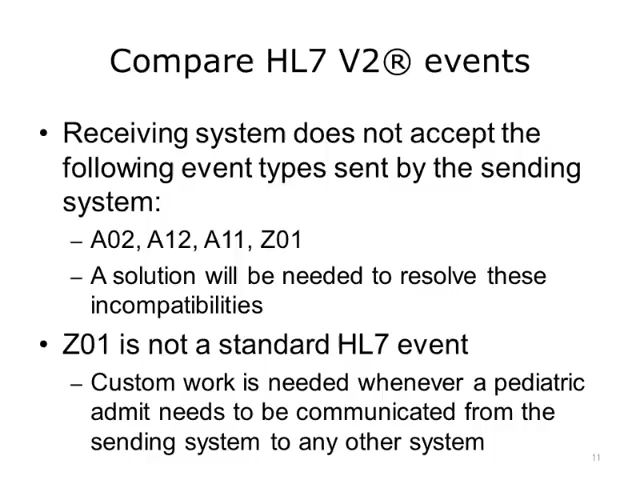 Compare HL7 V2® events
• Receiving system does not accept the
following event types sent by the sending
system:
– A02, A12, A11, Z01
– A solution will be needed to resolve these
incompatibilities
• Z01 is not a standard HL7 event
– Custom work is needed whenever a pediatric
admit needs to be communicated from the
sending system to any other system
11